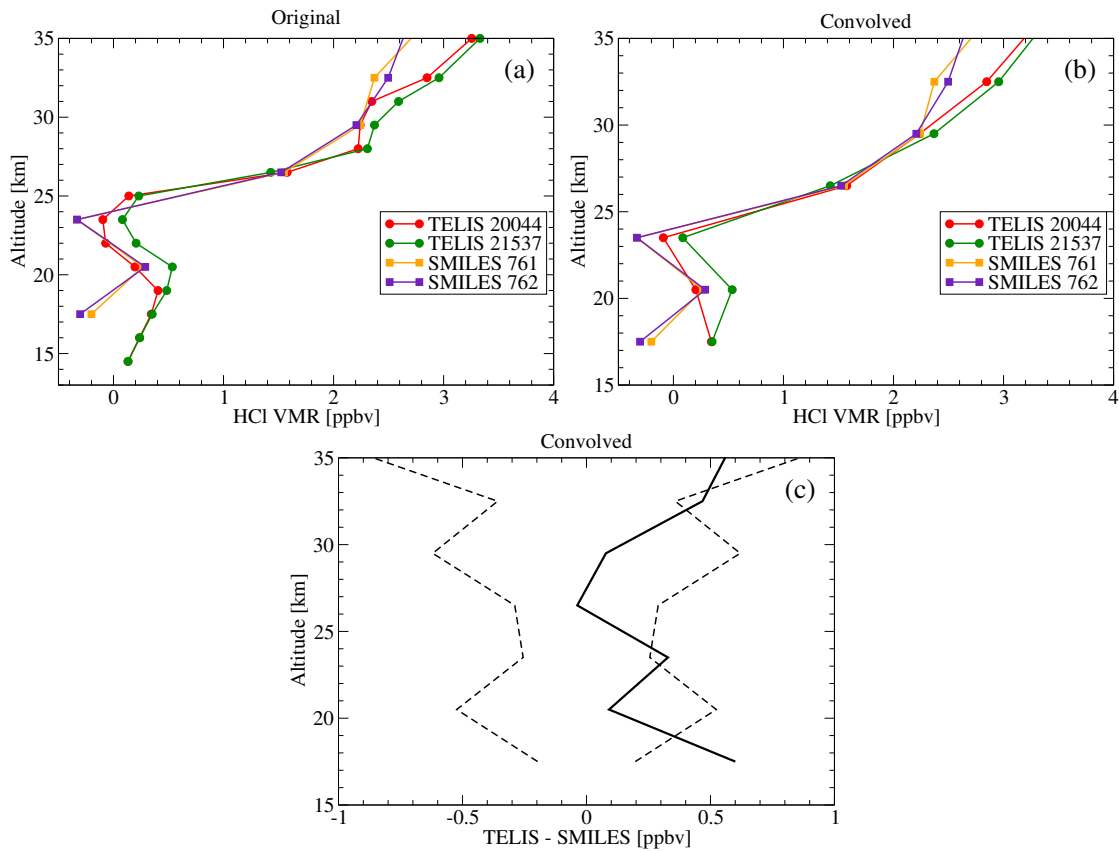 Original
(a)
35
30
25
20
15
Altitude [km]
TELIS 20044
TELIS 21537
SMILES 761
SMILES 762
0 1 2 3 4
HCl VMR [ppbv]
Convolved
(b)
35
30
25
20
15
Altitude [km]
TELIS 20044
TELIS 21537
SMILES 761
SMILES 762
0 1 2 3 4
HCl VMR [ppbv]
Convolved
(c)
35
30
25
20
15
Altitude [km]
-1 -0.5 0 0.5 1
TELIS - SMILES [ppbv]